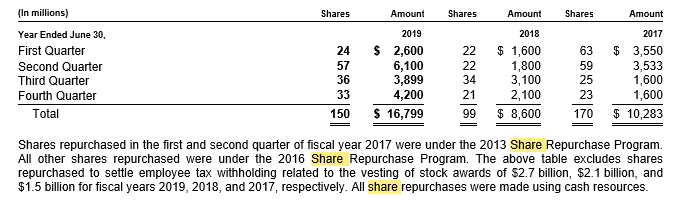 (In millions) Shares Amount Shares Amount Shares Amount
Year Ended June 30, 2019 2018 2017
First Quarter 24 $ 2,600 22 $ 1,600 63 $ 3,550
Second Quarter 57 6,100 22 1,800 59 3,533
Third Quarter 36 3,899 34 3,100 25 1,600
Fourth Quarter 33 4,200 21 2,100 23 1,600
Total 150 $ 16,799 99 $ 8,600 170 $ 10,283
Shares repurchased in the first and second quarter of fiscal year 2017 were under the 2013 Share Repurchase Program.
All other shares repurchased were under the 2016 Share Repurchase Program. The above table excludes shares
repurchased to settle employee tax withholding related to the vesting of stock awards of $2.7 billion, $2.1 billion, and
$1.5 billion for fiscal years 2019, 2018, and 2017, respectively. All share repurchases were made using cash resources.